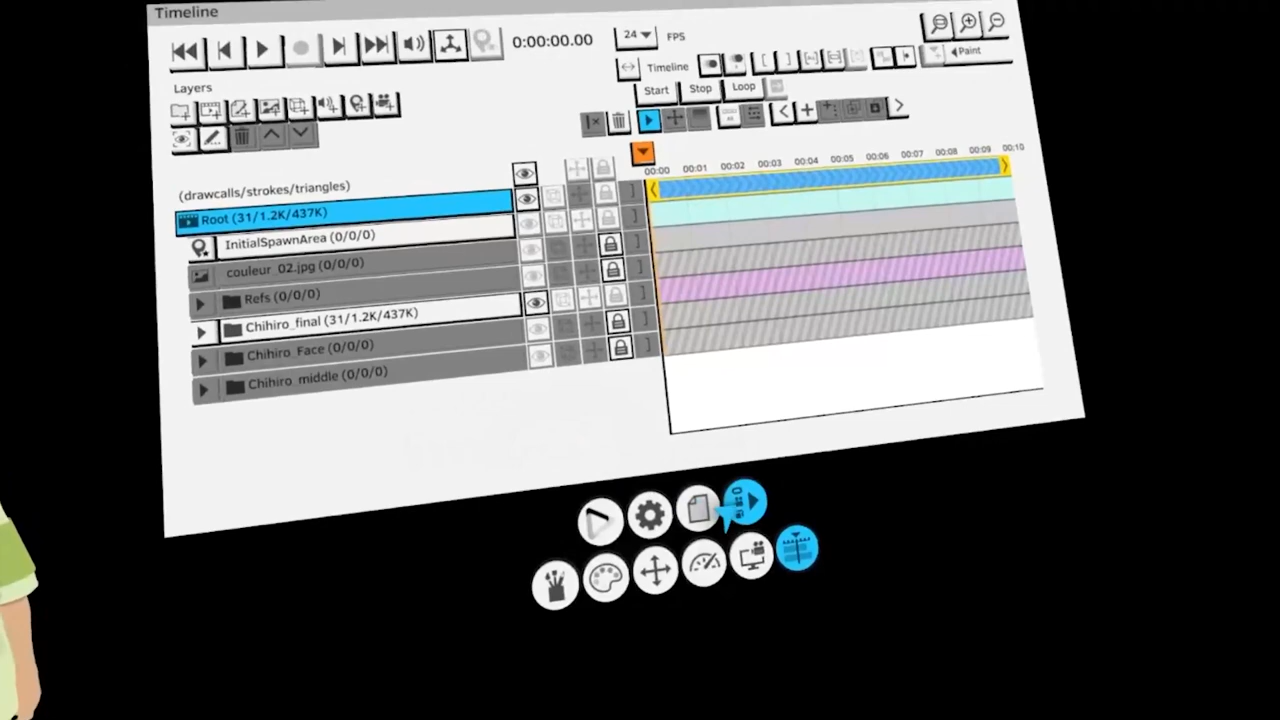 Timeline
0:00:00.00
24
FPS
Timeline
Paint
Layers
Start
Stop
Loop
00:00 00:01 00:02 00:03 00:04 00:05 00:06 00:07 00:08 00:09 00:10
(drawcalls/strokes/triangles)
Root (31/1.2K/437K)
InitialSpawnArea (0/0/0)
couleur_02.jpg (0/0/0)
Refs (0/0/0)
Chihiro_final (31/1.2K/437K)
Chihiro_Face (0/0/0)
Chihiro_middle (0/0/0)